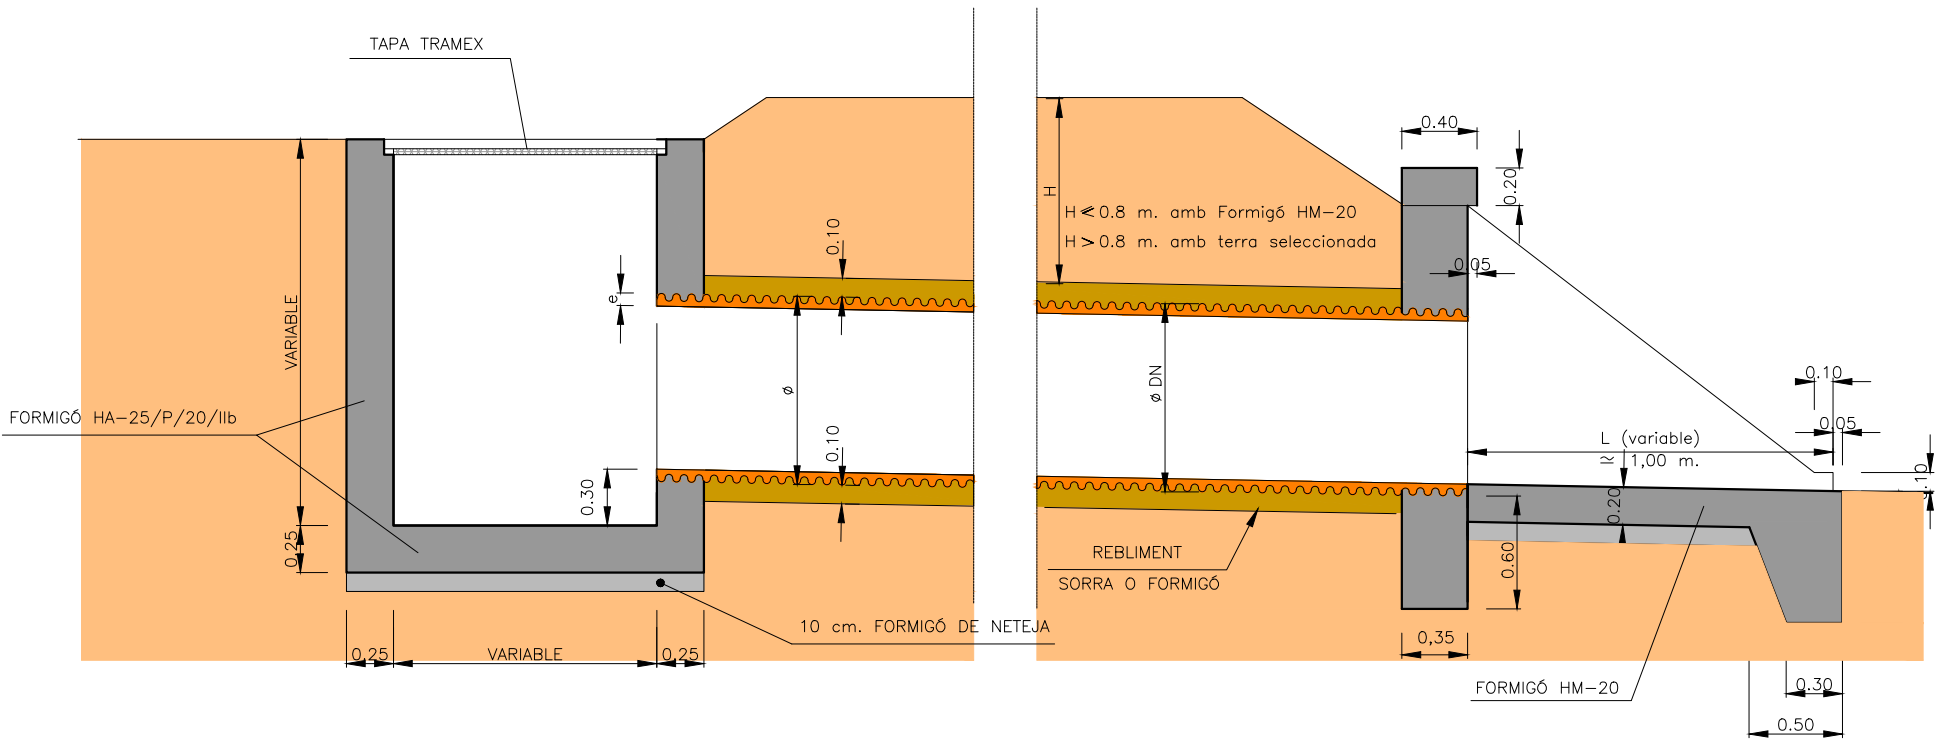 TAPA TRAMEX
0.40
0.20
H
H⩽0.8 m. amb Formigó HM-20
H>0.8 m. amb terra seleccionada
0.10
0.05
e
VARIABLE
ø
ø DN
0.10
0.05
FORMIGÓ HA-25/P/20/IIb
L (variable)
≃ 1,00 m.
0.10
0.30
0.20
0.25
0.60
REBLIMENT
SORRA O FORMIGÓ
10 cm. FORMIGÓ DE NETEJA
0,25
VARIABLE
0,25
0,35
FORMIGÓ HM-20
0.30
0.50